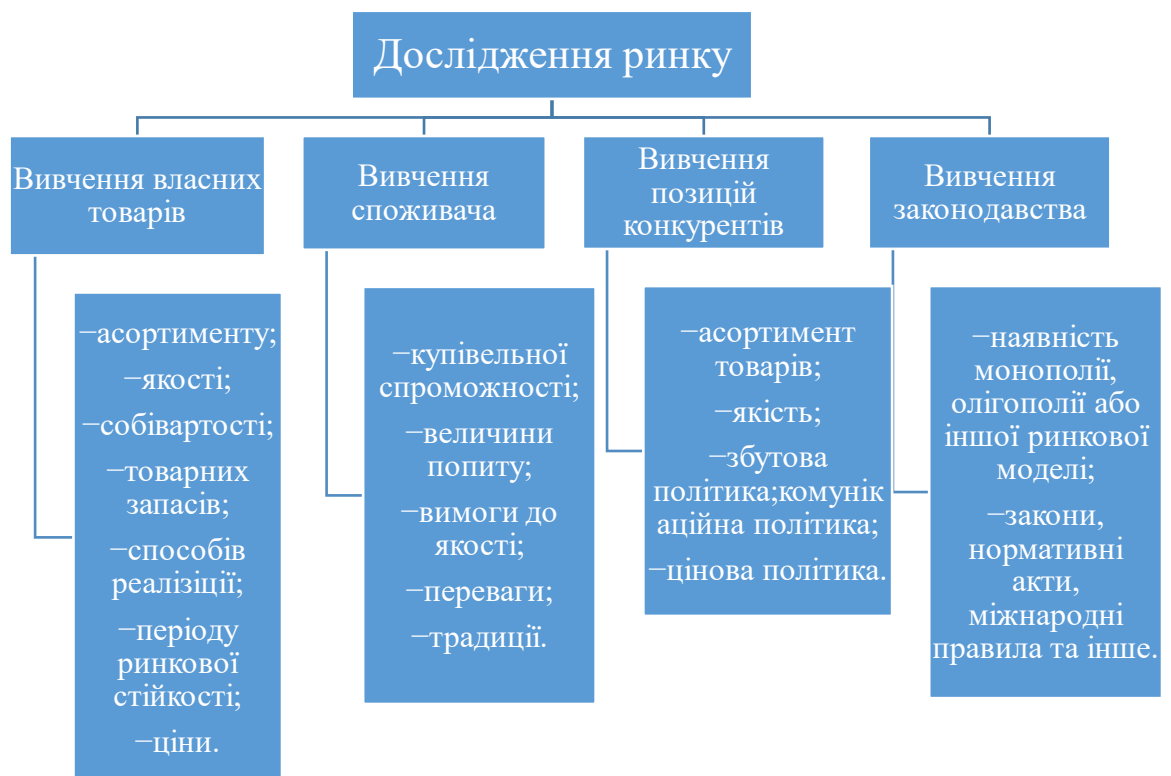 Дослідження ринку
Вивчення власних
товарів
−асортименту;
−якості;
−собівартості;
−товарних
запасів;
−способів
реалізіції;
−періоду
ринкової
стійкості;
−ціни.
Вивчення
споживача
−купівельної
спроможності;
−величини
попиту;
−вимоги до
якості;
−переваги;
−традиції.
Вивчення
позицій
конкурентів
−асортимент
товарів;
−якість;
−збутова
політика;комунік
аційна політика;
−цінова політика.
Вивчення
законодавства
−наявність
монополії,
олігополії або
іншої ринкової
моделі;
−закони,
нормативні
акти,
міжнародні
правила та інше.